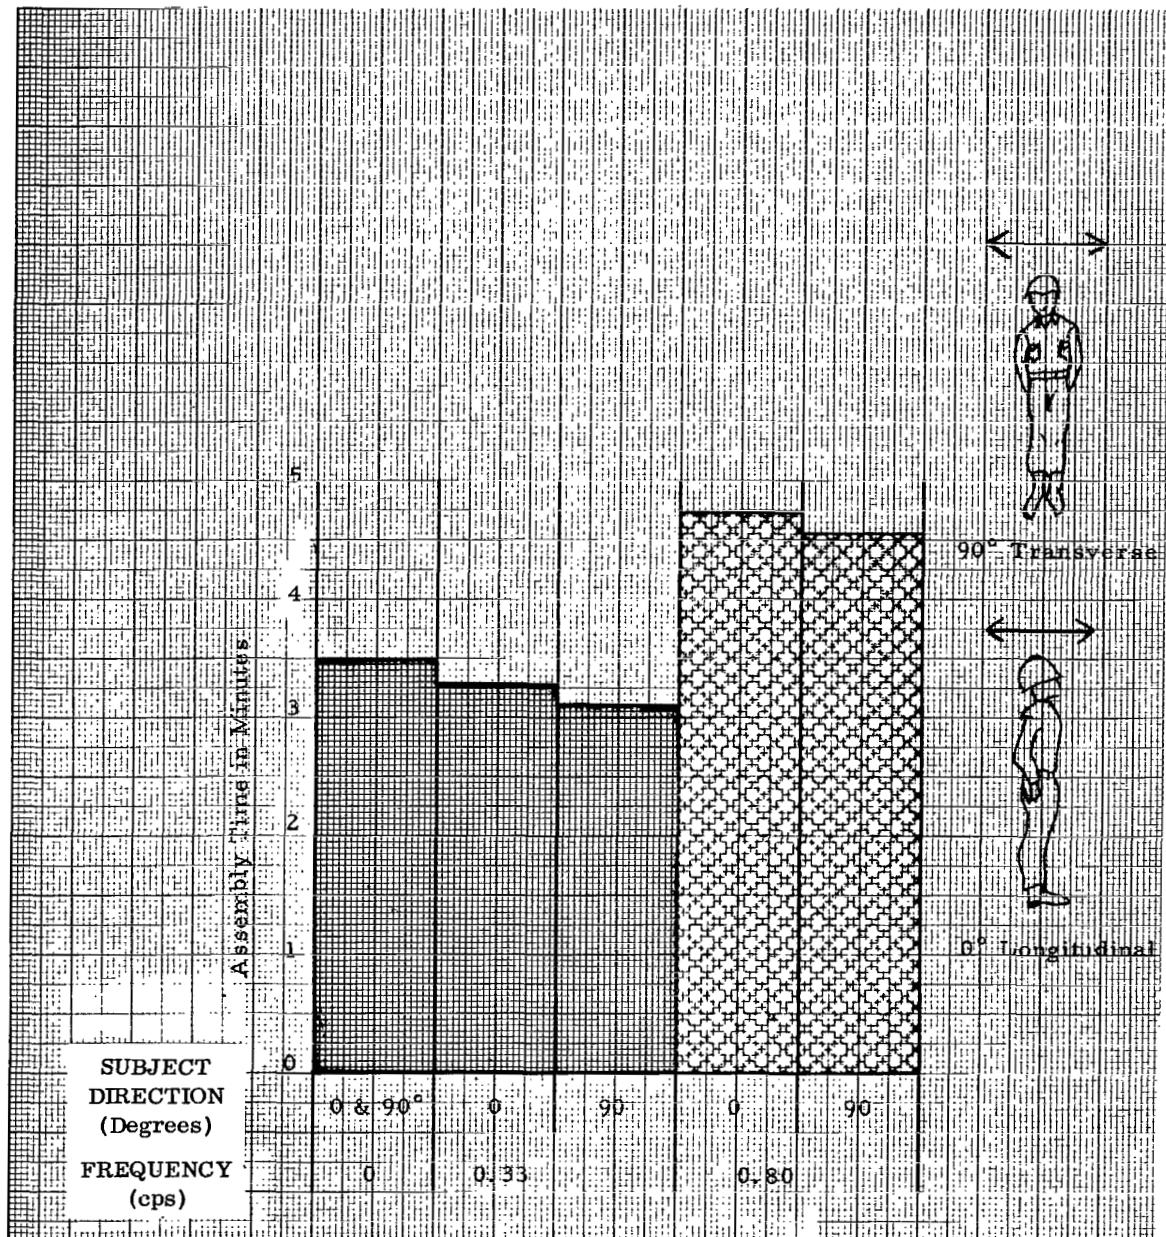 5
4
3
2
1
0
Assembly Time in Minutes
90° Transverse
0° Longitudinal
SUBJECT
DIRECTION
(Degrees)
0 & 90° 0 90 0 90
FREQUENCY
(cps)
0 0.33 0.80